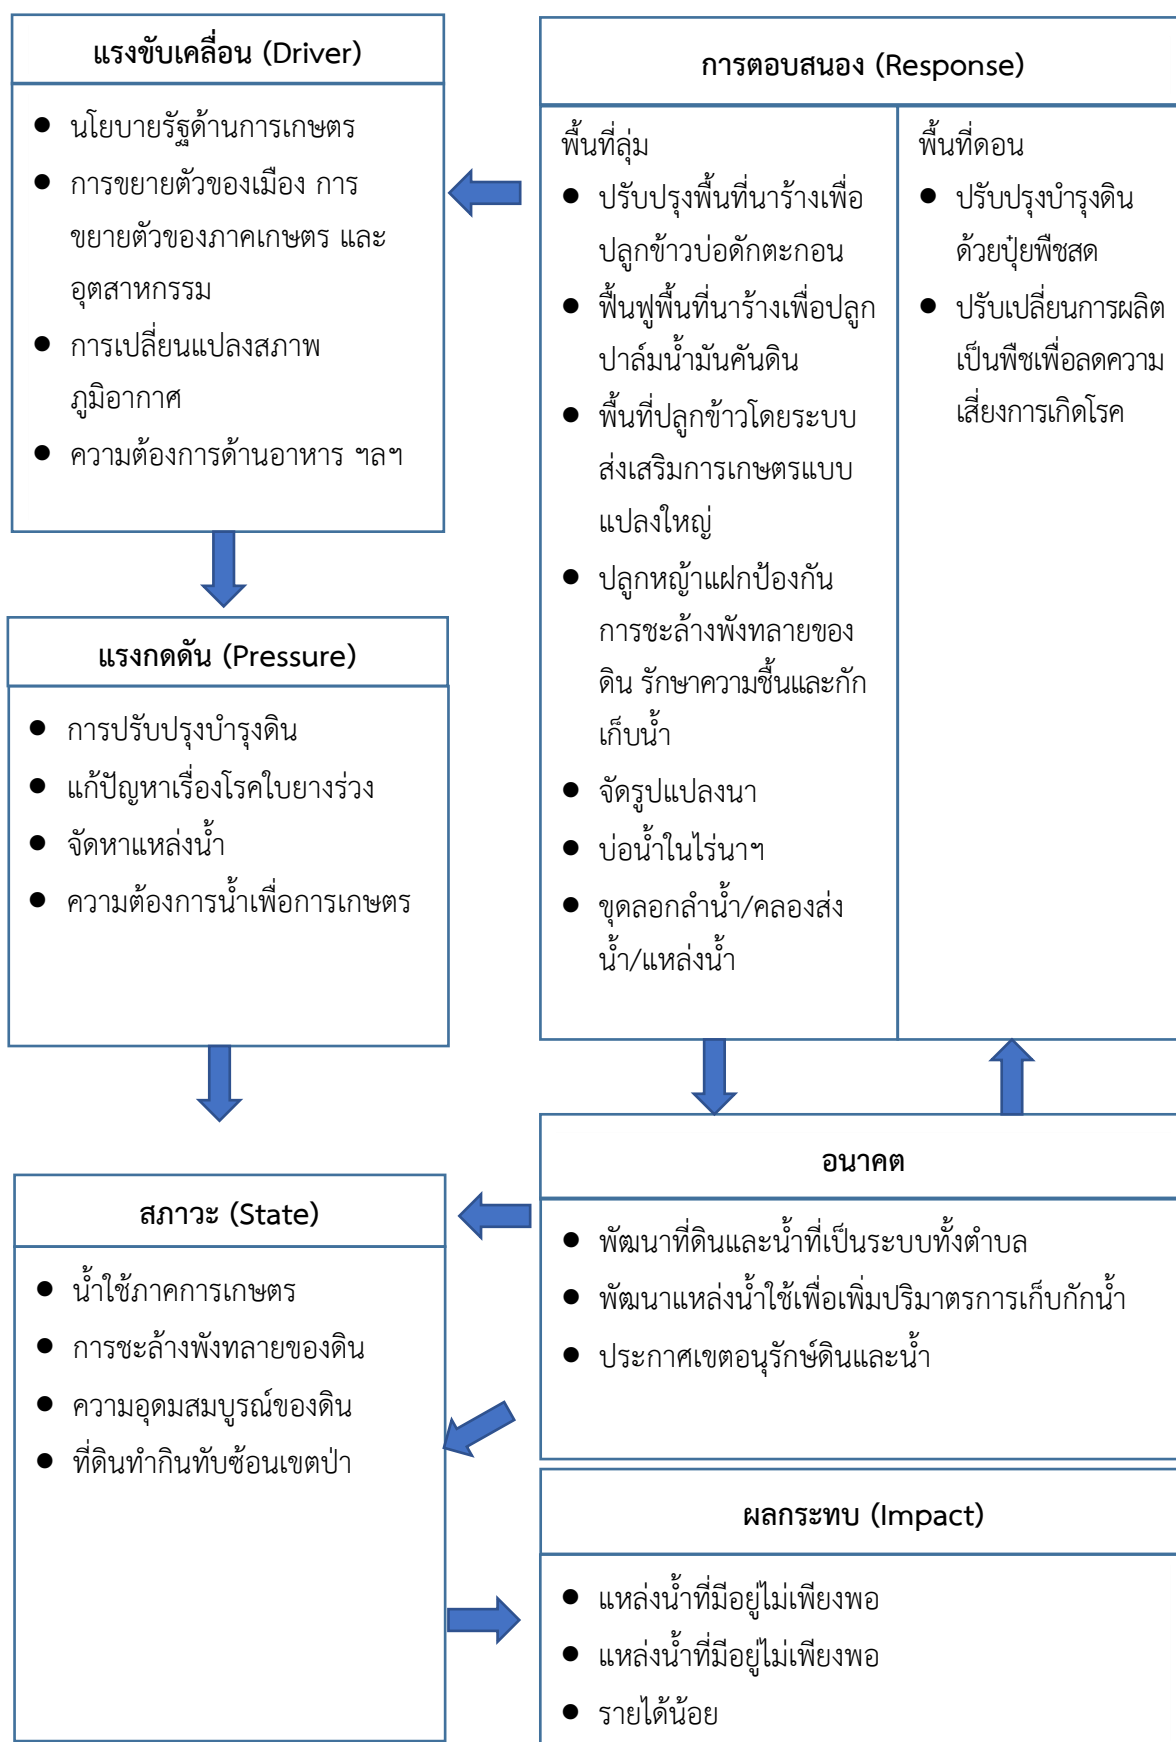 แรงขับเคลื่อน (Driver)
● นโยบายรัฐด้านการเกษตร
● การขยายตัวของเมือง การ
ขยายตัวของภาคเกษตร และ
อุตสาหกรรม
● การเปลี่ยนแปลงสภาพ
ภูมิอากาศ
● ความต้องการด้านอาหาร ฯลฯ
แรงกดดัน (Pressure)
● การปรับปรุงบำรุงดิน
● แก้ปัญหาเรื่องโรคใบยางร่วง
● จัดหาแหล่งน้ำ
● ความต้องการน้ำเพื่อการเกษตร
สภาวะ (State)
● น้ำใช้ภาคการเกษตร
● การชะล้างพังทลายของดิน
● ความอุดมสมบูรณ์ของดิน
● ที่ดินทำกินทับซ้อนเขตป่า
การตอบสนอง (Response)
พื้นที่ลุ่ม
● ปรับปรุงพื้นที่นาร้างเพื่อ
ปลูกข้าวบ่อดักตะกอน
● ฟื้นฟูพื้นที่นาร้างเพื่อปลูก
ปาล์มน้ำมันคันดิน
● พื้นที่ปลูกข้าวโดยระบบ
ส่งเสริมการเกษตรแบบ
แปลงใหญ่
● ปลูกหญ้าแฝกป้องกัน
การชะล้างพังทลายของ
ดิน รักษาความชื้นและกัก
เก็บน้ำ
● จัดรูปแปลงนา
● บ่อน้ำในไร่นาฯ
● ขุดลอกลำน้ำ/คลองส่ง
น้ำ/แหล่งน้ำ
พื้นที่ดอน
● ปรับปรุงบำรุงดิน
ด้วยปุ๋ยพืชสด
● ปรับเปลี่ยนการผลิต
เป็นพืชเพื่อลดความ
เสี่ยงการเกิดโรค
อนาคต
● พัฒนาที่ดินและน้ำที่เป็นระบบทั้งตำบล
● พัฒนาแหล่งน้ำใช้เพื่อเพิ่มปริมาตรการเก็บกักน้ำ
● ประกาศเขตอนุรักษ์ดินและน้ำ
ผลกระทบ (Impact)
● แหล่งน้ำที่มีอยู่ไม่เพียงพอ
● แหล่งน้ำที่มีอยู่ไม่เพียงพอ
● รายได้น้อย